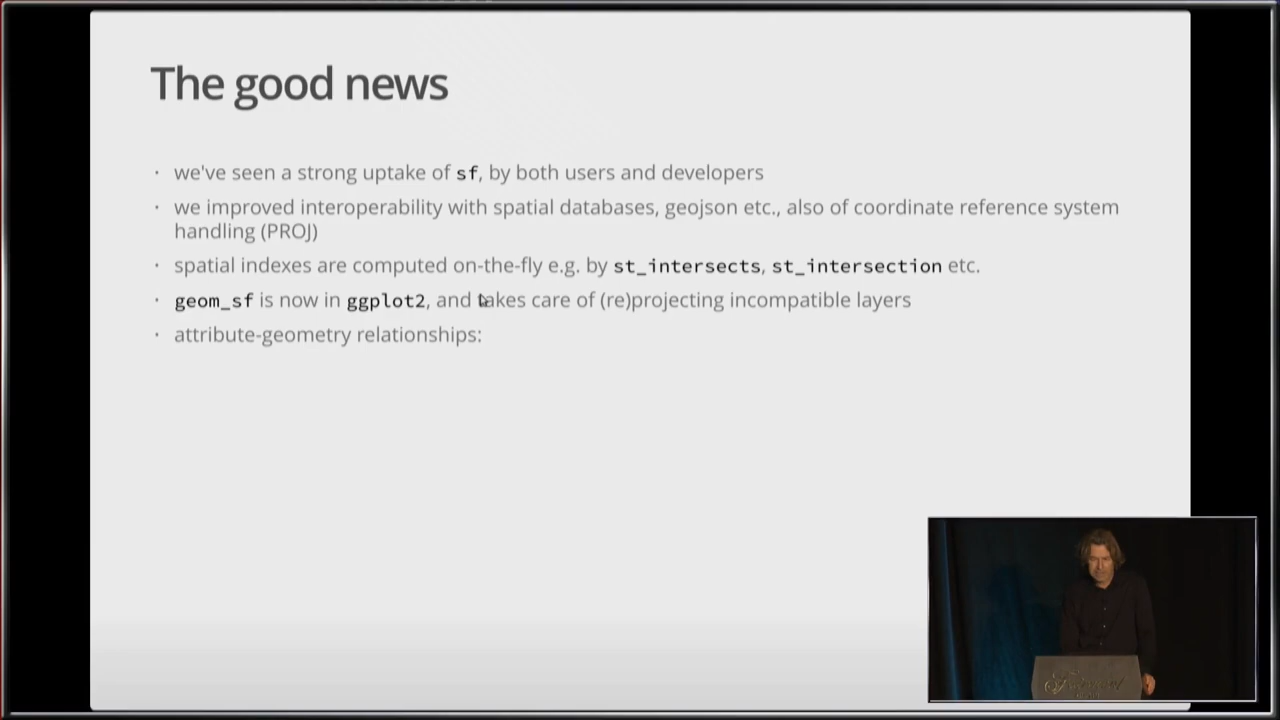 The good news
· we've seen a strong uptake of sf, by both users and developers
· we improved interoperability with spatial databases, geojson etc., also of coordinate reference system
handling (PROJ)
· spatial indexes are computed on-the-fly e.g. by st_intersects, st_intersection etc.
· geom_sf is now in ggplot2, and takes care of (re)projecting incompatible layers
· attribute-geometry relationships: